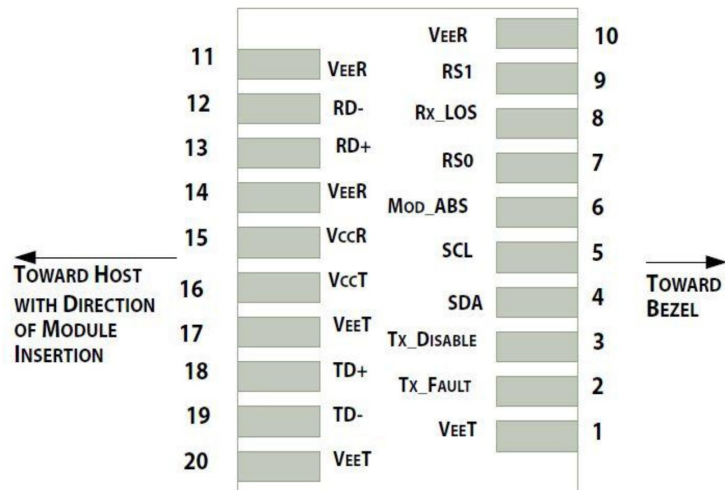 11 VEER
12 RD-
13 RD+
14 VEER
15 VCCR
16 VCCT
17 VEET
18 TD+
19 TD-
20 VEET
TOWARD HOST
WITH DIRECTION
OF MODULE
INSERTION
VEER 10
RS1 9
RX_LOS 8
RS0 7
MOD_ABS 6
SCL 5
SDA 4
TX_DISABLE 3
TX_FAULT 2
VEET 1
TOWARD
BEZEL